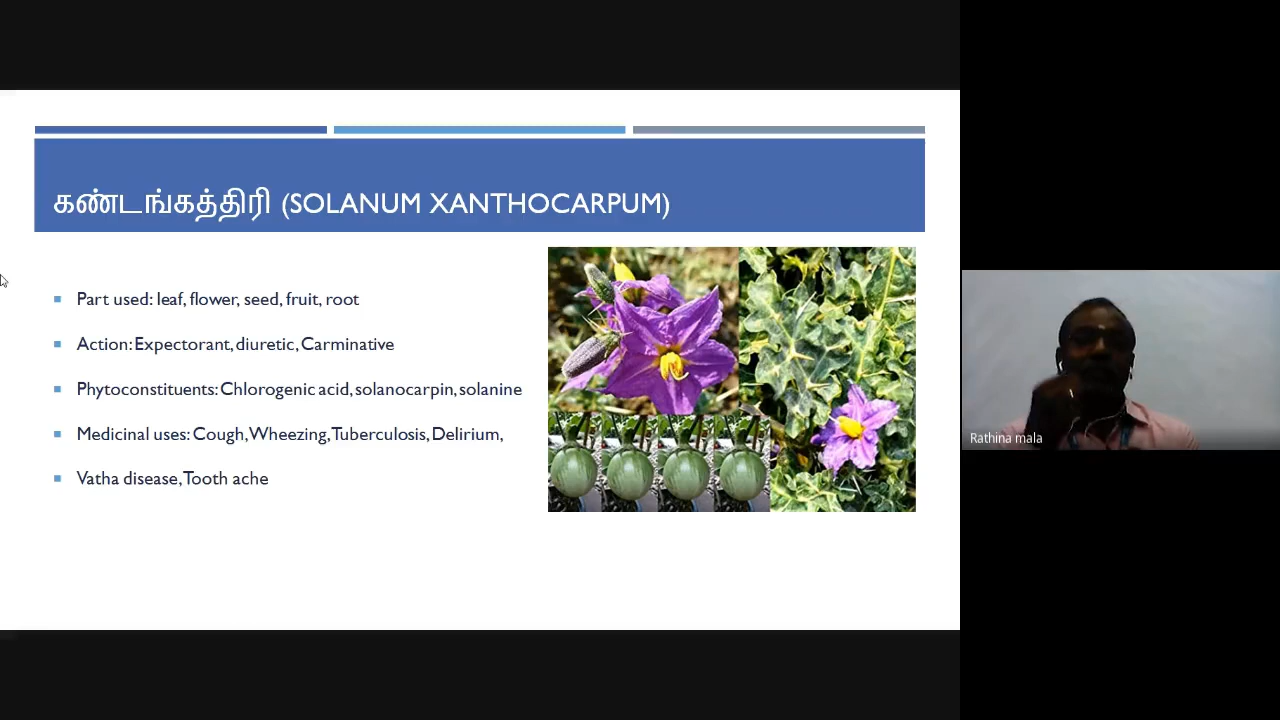 கண்டங்கத்திரி (SOLANUM XANTHOCARPUM)
Part used: leaf, flower, seed, fruit, root
Action: Expectorant, diuretic, Carminative
Phytoconstituents: Chlorogenic acid, solanocarpin, solanine
Medicinal uses: Cough, Wheezing, Tuberculosis, Delirium,
Vatha disease, Tooth ache
Rathina mala